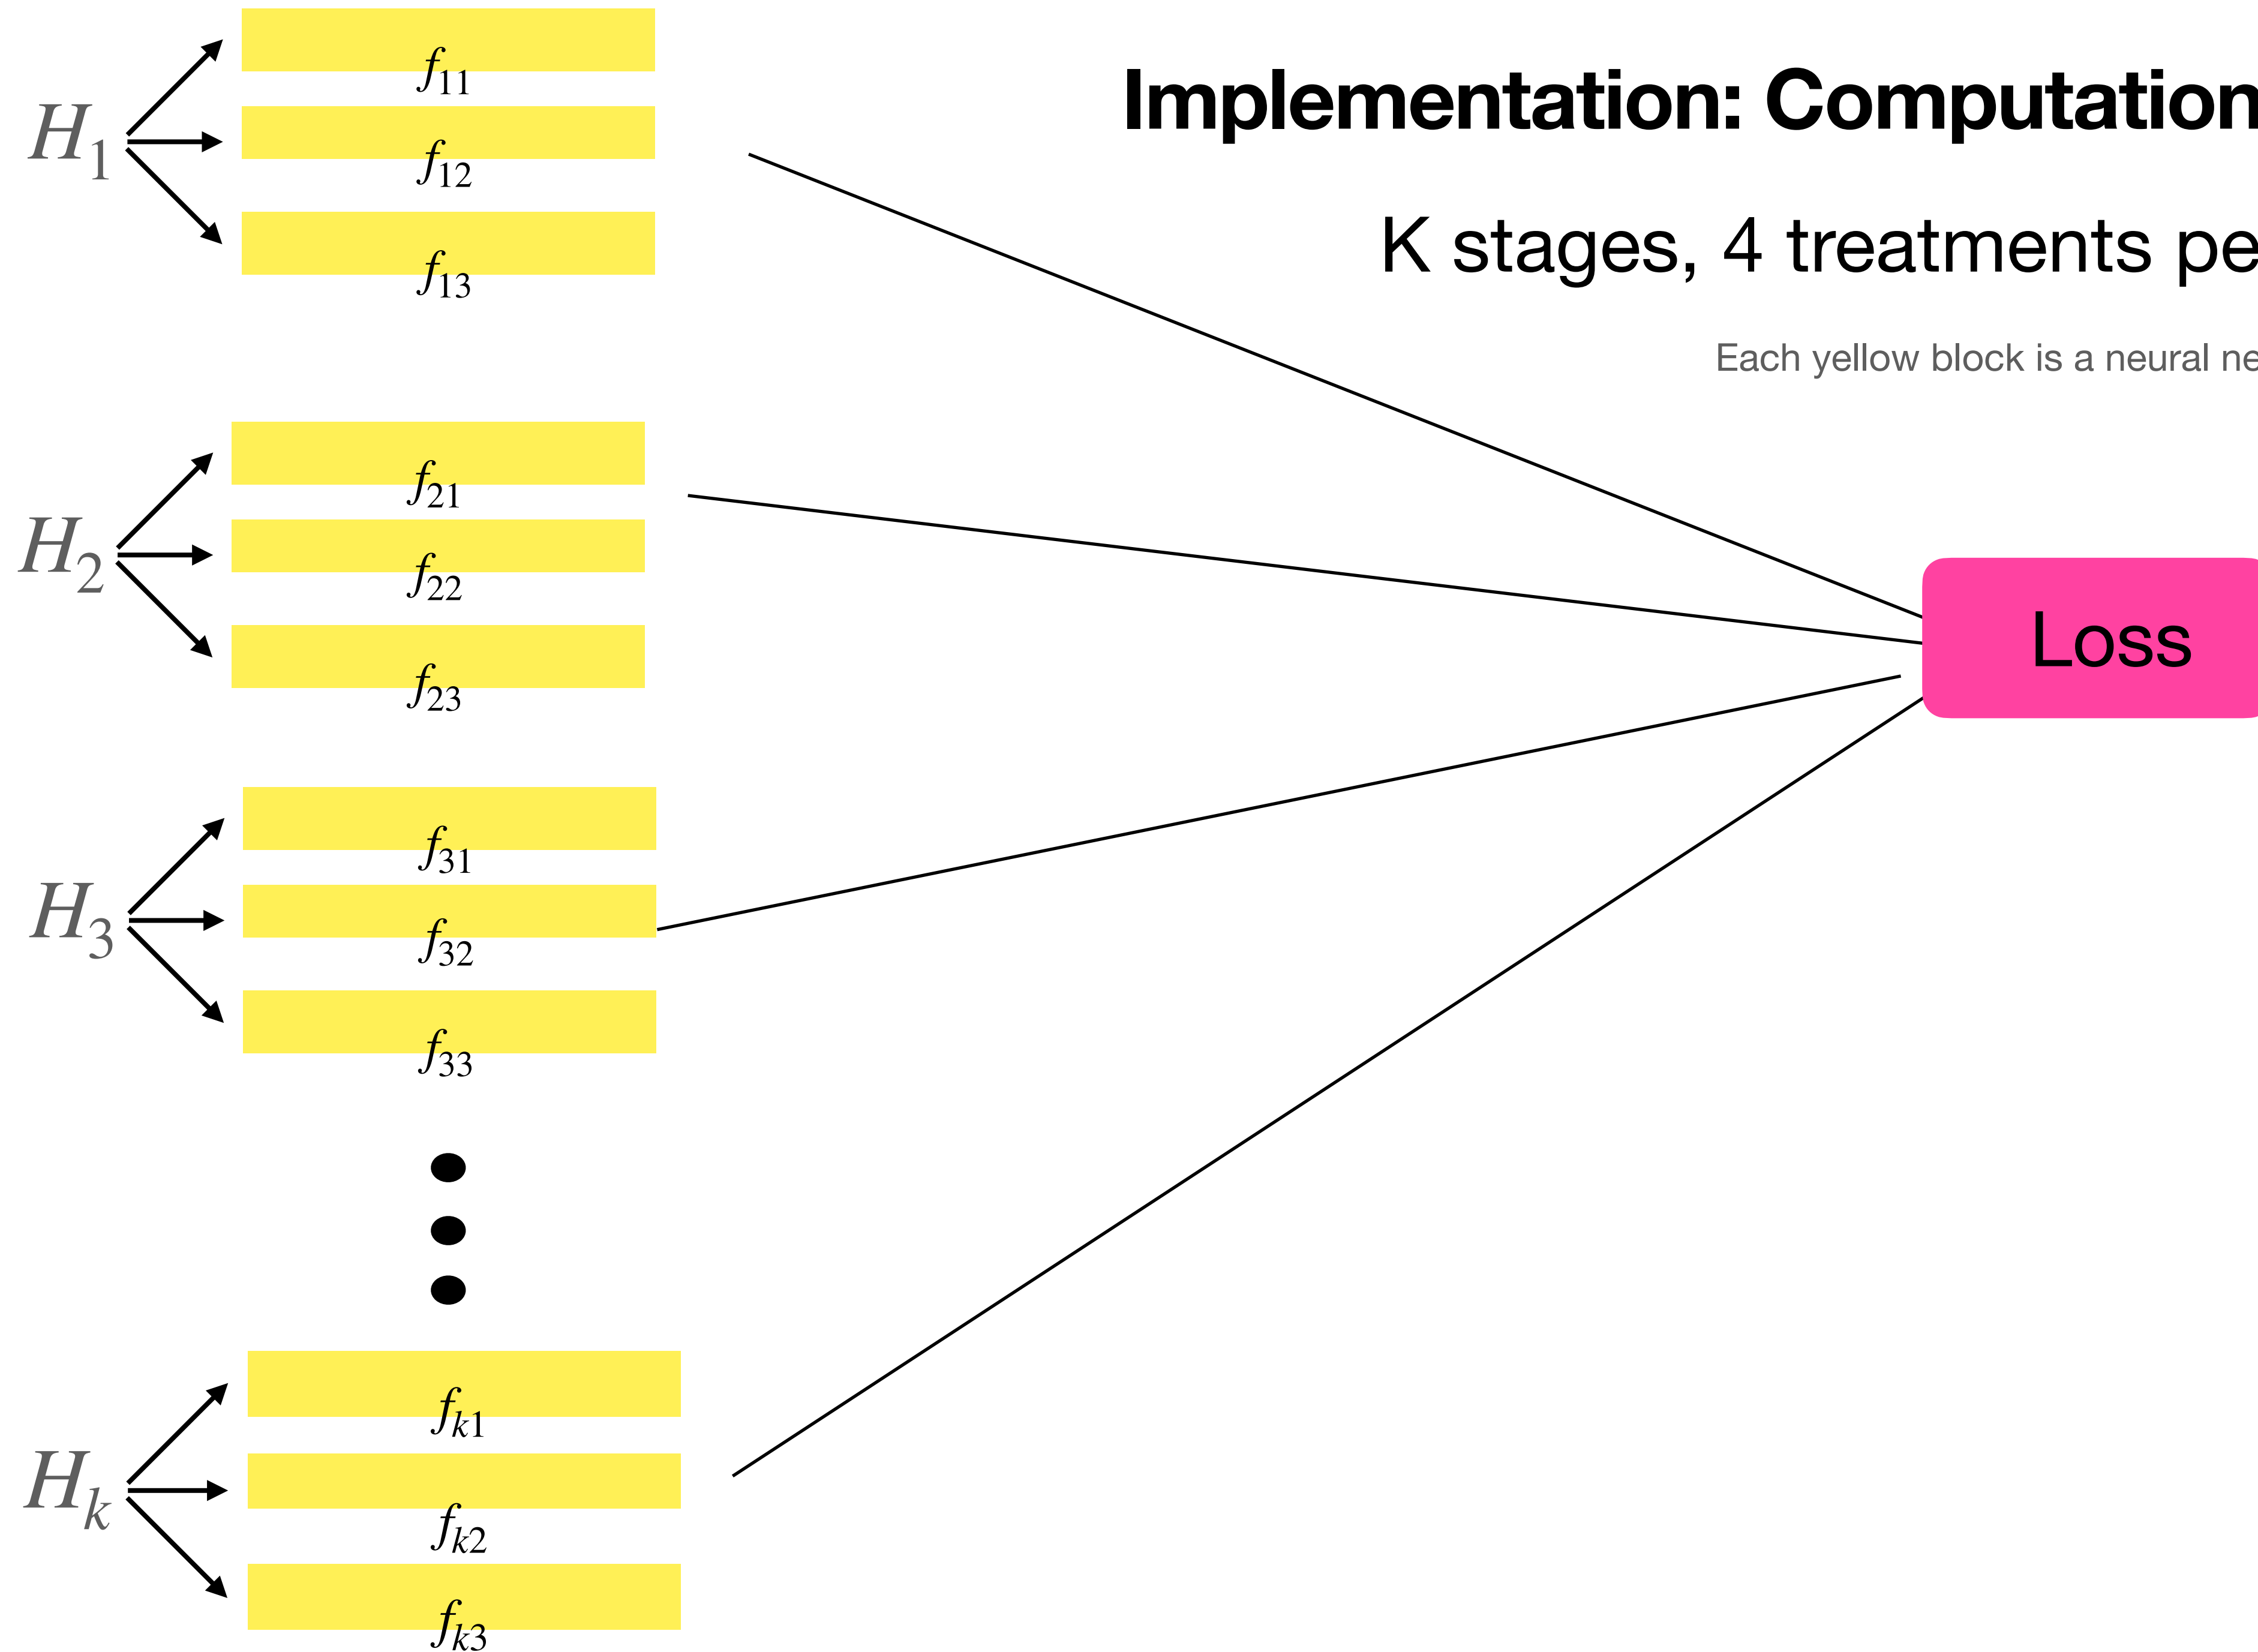 Implementation: Computation
K stages, 4 treatments pe
Each yellow block is a neural ne
H₁
f₁₁
f₁₂
f₁₃
H₂
f₂₁
f₂₂
f₂₃
Loss
H₃
f₃₁
f₃₂
f₃₃
Hₖ
fₖ₁
fₖ₂
fₖ₃